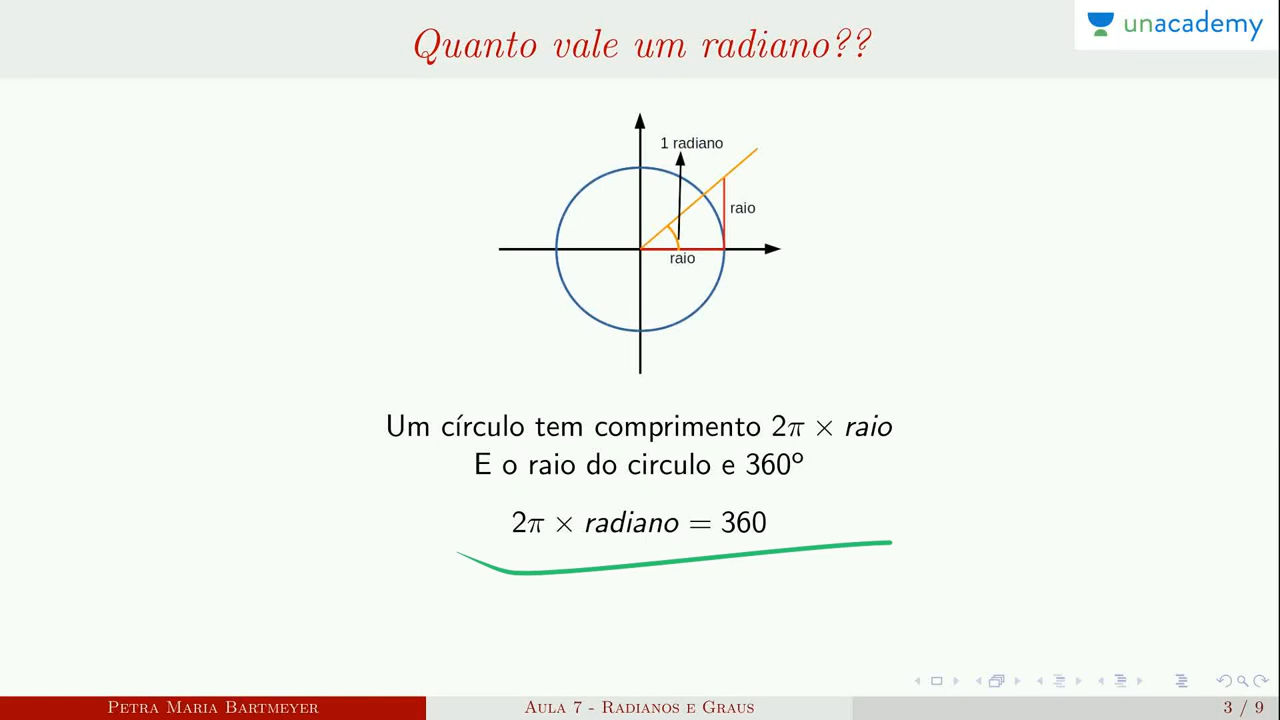 Quanto vale um radiano??
unacademy
1 radiano
raio
raio
Um círculo tem comprimento 2π × raio
E o raio do circulo e 360º
2π × radiano = 360
Petra Maria Bartmeyer
Aula 7 - Radianos e Graus
3 / 9